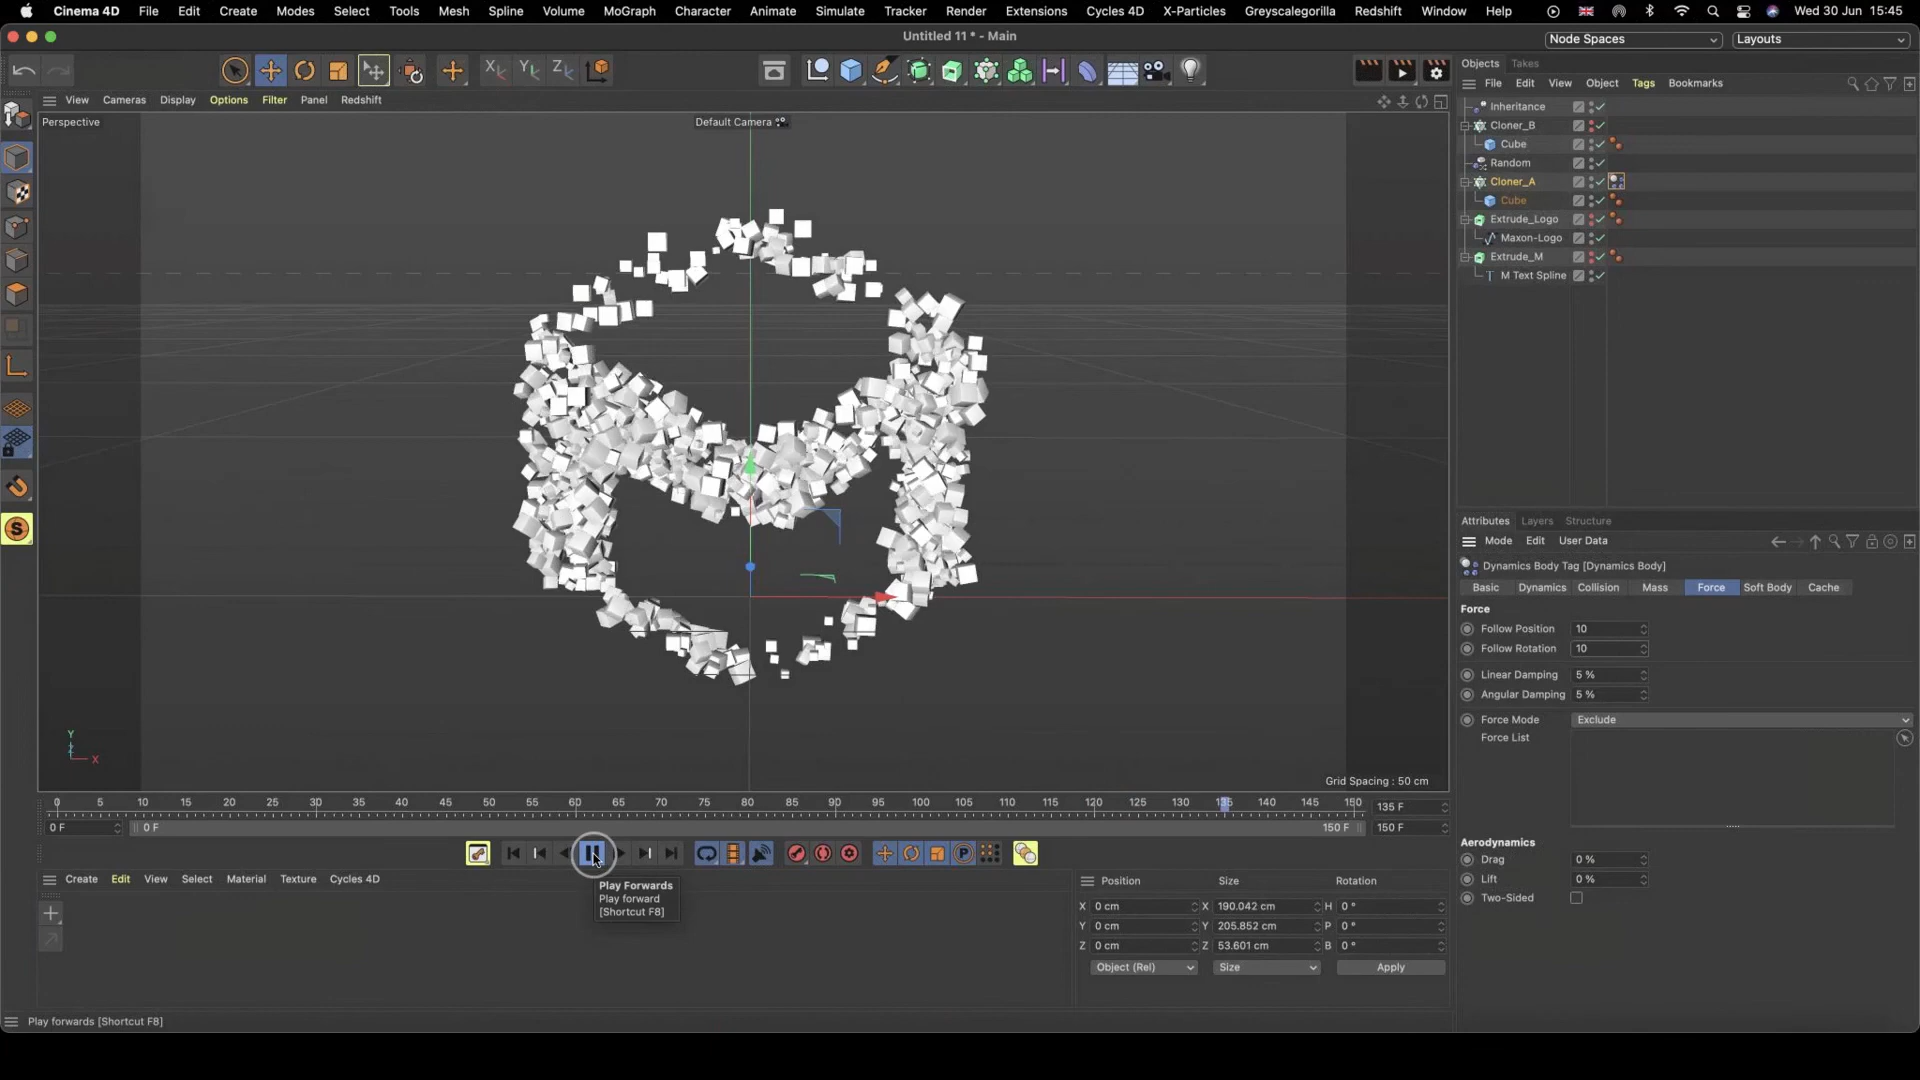 Cinema 4D File Edit Create Modes Select Tools Mesh Spline Volume MoGraph Character Animate Simulate Tracker Render Extensions Cycles 4D X-Particles Greyscalegorilla Redshift Window Help Wed 30 Jun 15:45
Untitled 11 * - Main
Node Spaces Layouts
X Y Z
Objects Takes
File Edit View Object Tags Bookmarks
View Cameras Display Options Filter Panel Redshift
Perspective
Default Camera
Inheritance
Cloner_B
Cube
Random
Cloner_A
Cube
Extrude_Logo
Maxon-Logo
Extrude_M
M Text Spline
Attributes Layers Structure
Mode Edit User Data
Dynamics Body Tag [Dynamics Body]
Basic Dynamics Collision Mass Force Soft Body Cache
Force
Follow Position 10
Follow Rotation 10
Linear Damping 5 %
Angular Damping 5 %
Force Mode Exclude
Force List
Aerodynamics
Drag 0 %
Lift 0 %
Two-Sided
Y
Z
X
Grid Spacing : 50 cm
0 5 10 15 20 25 30 35 40 45 50 55 60 65 70 75 80 85 90 95 100 105 110 115 120 125 130 135 140 145 150 135 F
0 F 0 F 150 F 150 F
P
Play Forwards
Play forward
[Shortcut F8]
Create Edit View Select Material Texture Cycles 4D
Position Size Rotation
X 0 cm X 190.042 cm H 0 °
Y 0 cm Y 205.852 cm P 0 °
Z 0 cm Z 53.601 cm B 0 °
Object (Rel) Size Apply
Play forwards [Shortcut F8]